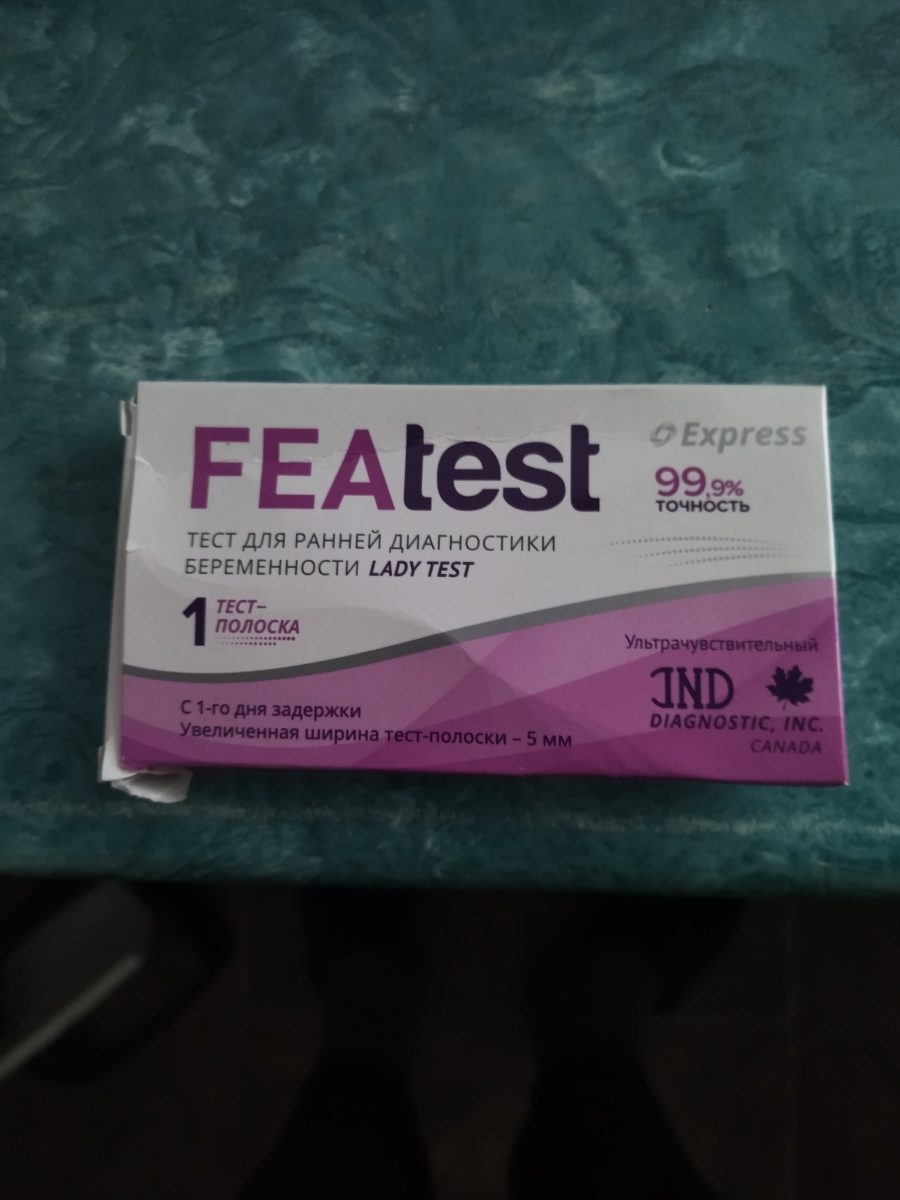 FEAtest
Express
99,9%
ТОЧНОСТЬ
ТЕСТ ДЛЯ РАННЕЙ ДИАГНОСТИКИ
БЕРЕМЕННОСТИ LADY TEST
1 ТЕСТ–
ПОЛОСКА
Ультрачувствительный
IND
DIAGNOSTIC, INC.
CANADA
С 1-го дня задержки
Увеличенная ширина тест-полоски – 5 мм